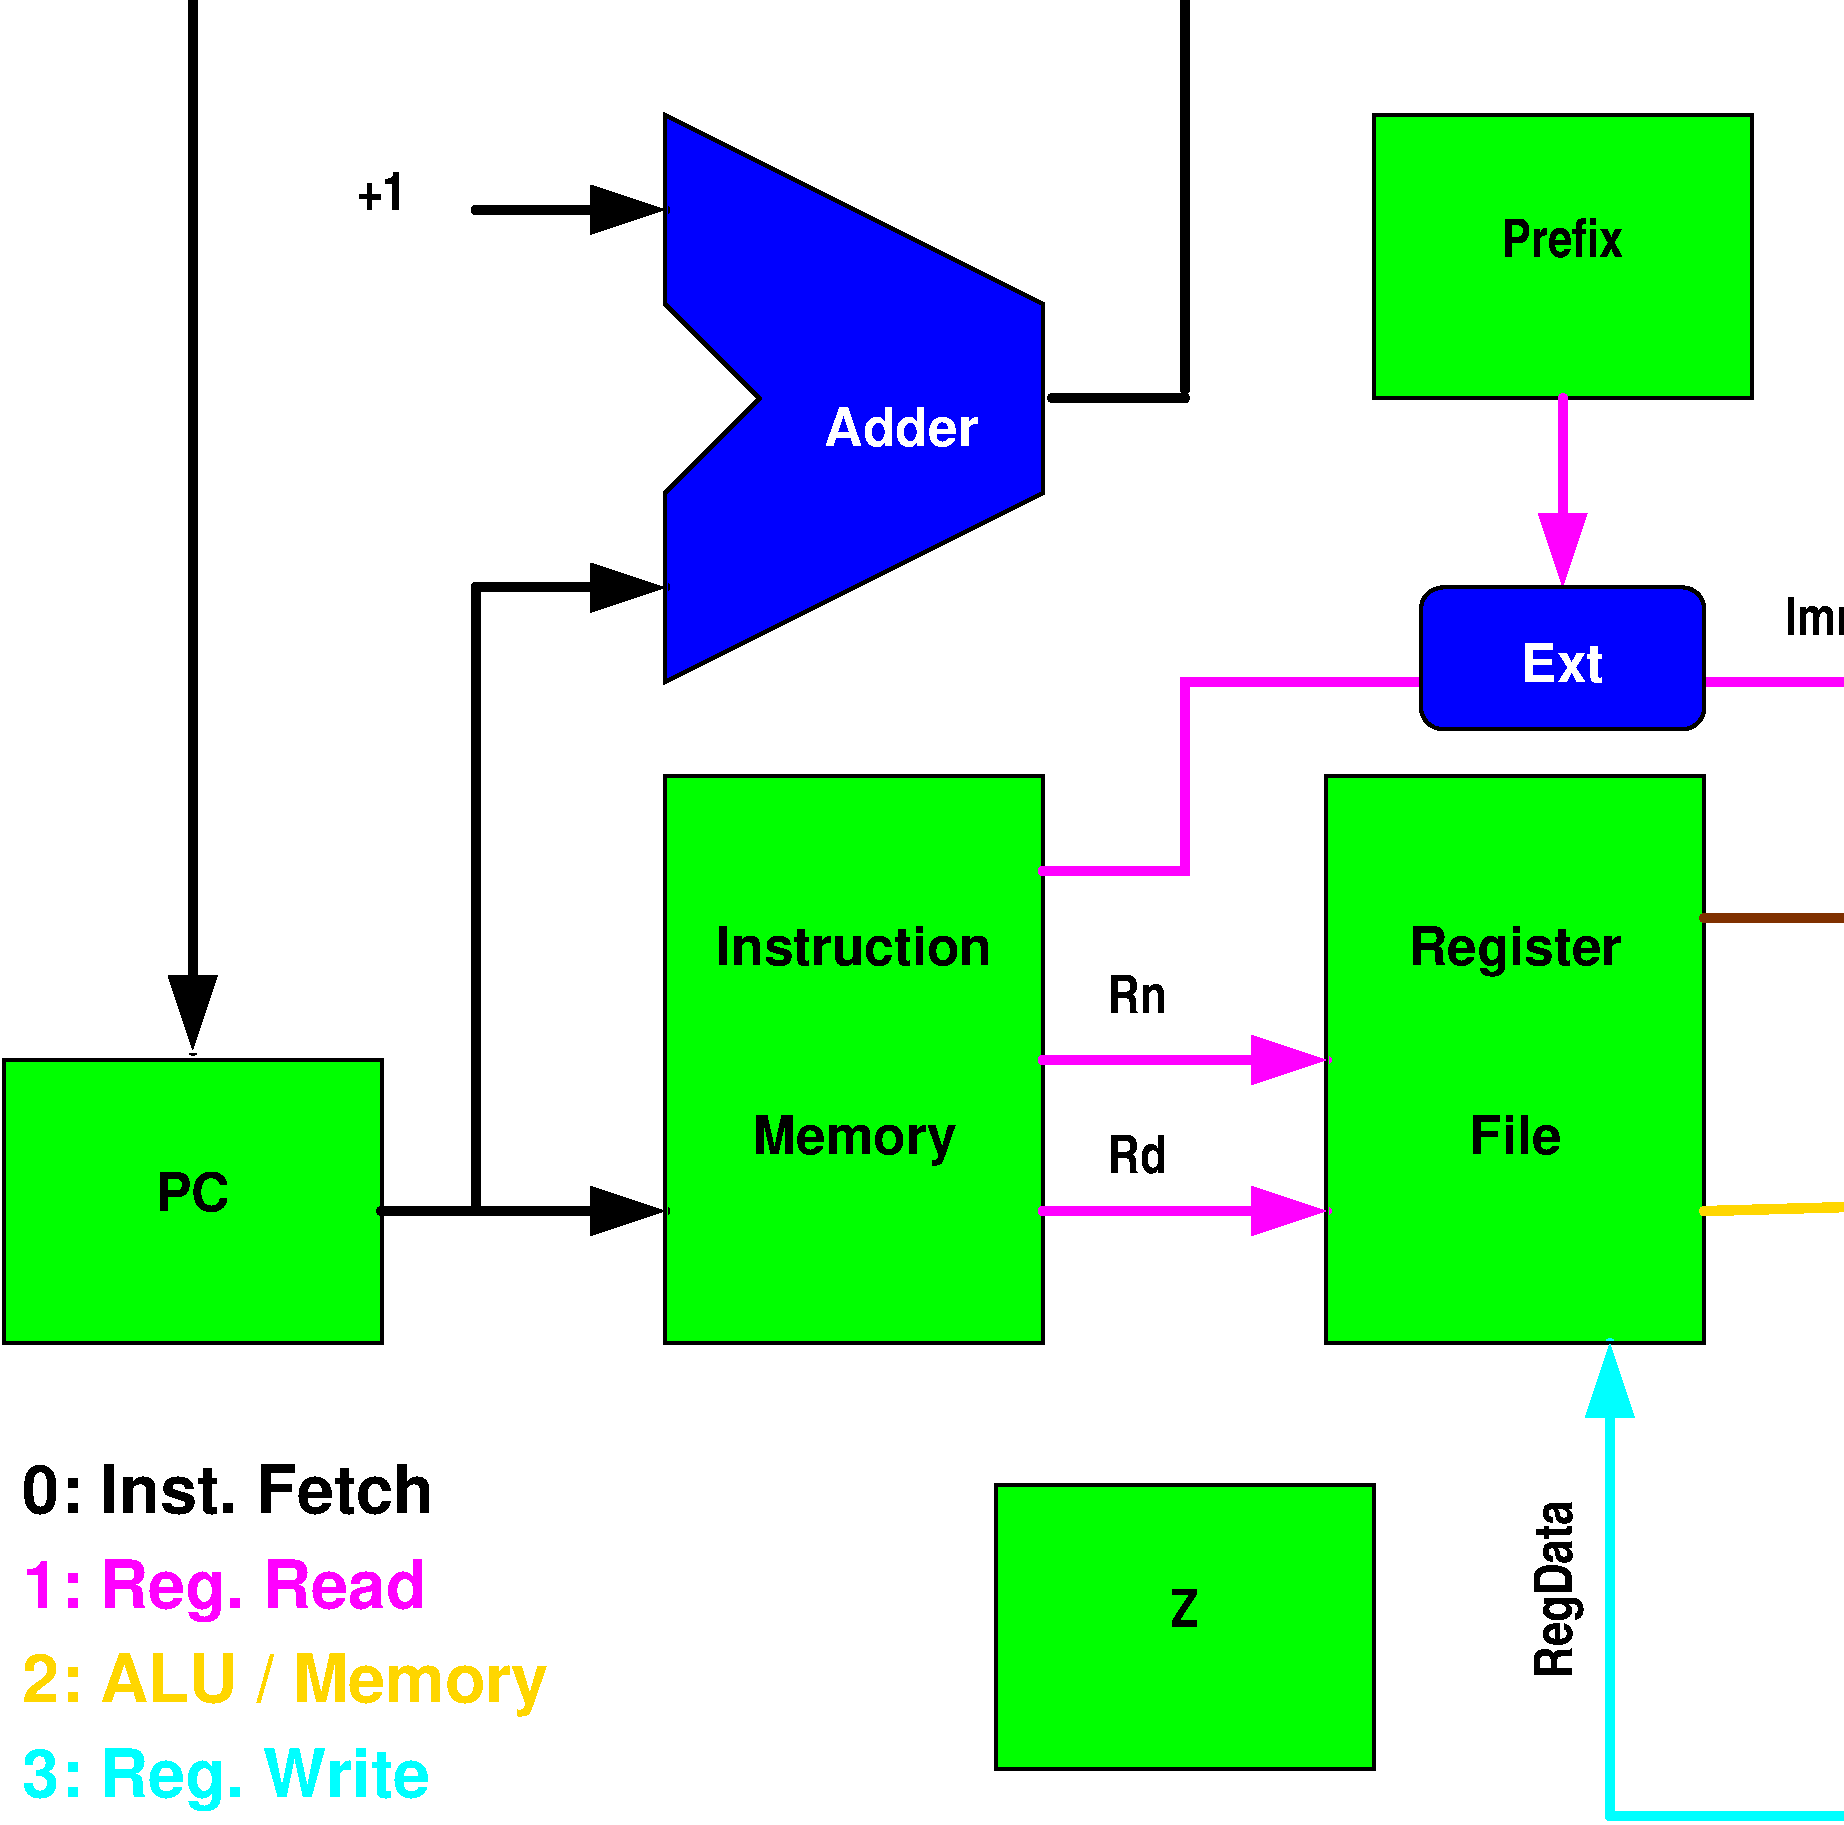 +1
Prefix
Adder
Ext
Instruction
Memory
Rn
Rd
Register
File
PC
0: Inst. Fetch
1: Reg. Read
2: ALU / Memory
3: Reg. Write
Z
RegData